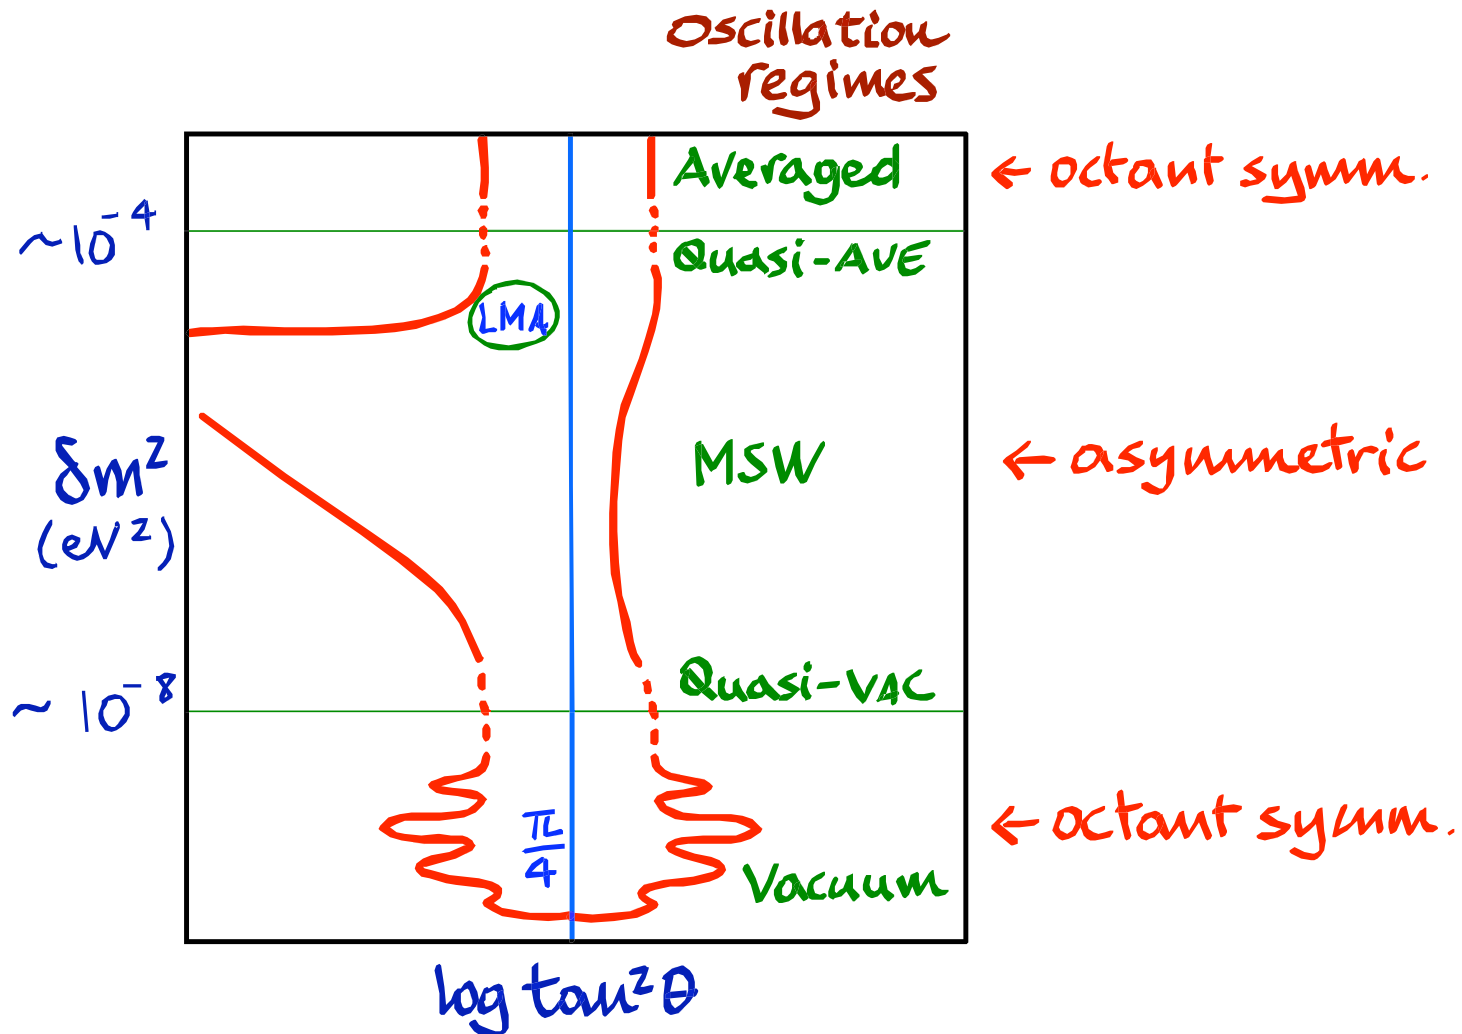 Oscillation
regimes
Averaged
← octant symm.
~10⁻⁴
Quasi-AVE
LMA
δm²
(eV²)
MSW
← asymmetric
~ 10⁻⁸
Quasi-VAC
π/4
← octant symm.
Vacuum
log tan²θ